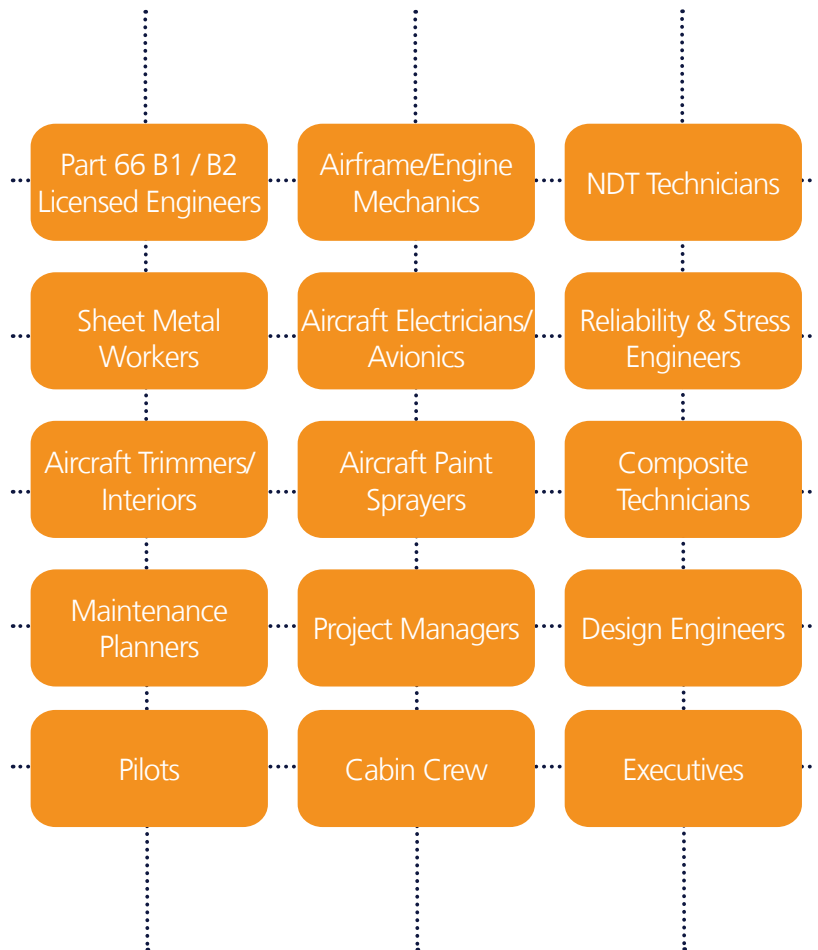 Part 66 B1 / B2
Licensed Engineers
Airframe/Engine
Mechanics
NDT Technicians
Sheet Metal
Workers
Aircraft Electricians/
Avionics
Reliability & Stress
Engineers
Aircraft Trimmers/
Interiors
Aircraft Paint
Sprayers
Composite
Technicians
Maintenance
Planners
Project Managers
Design Engineers
Pilots
Cabin Crew
Executives